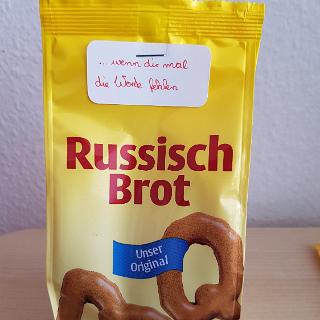 ... wenn dir mal
die Worte fehlen
Russisch
Brot
Unser
Original